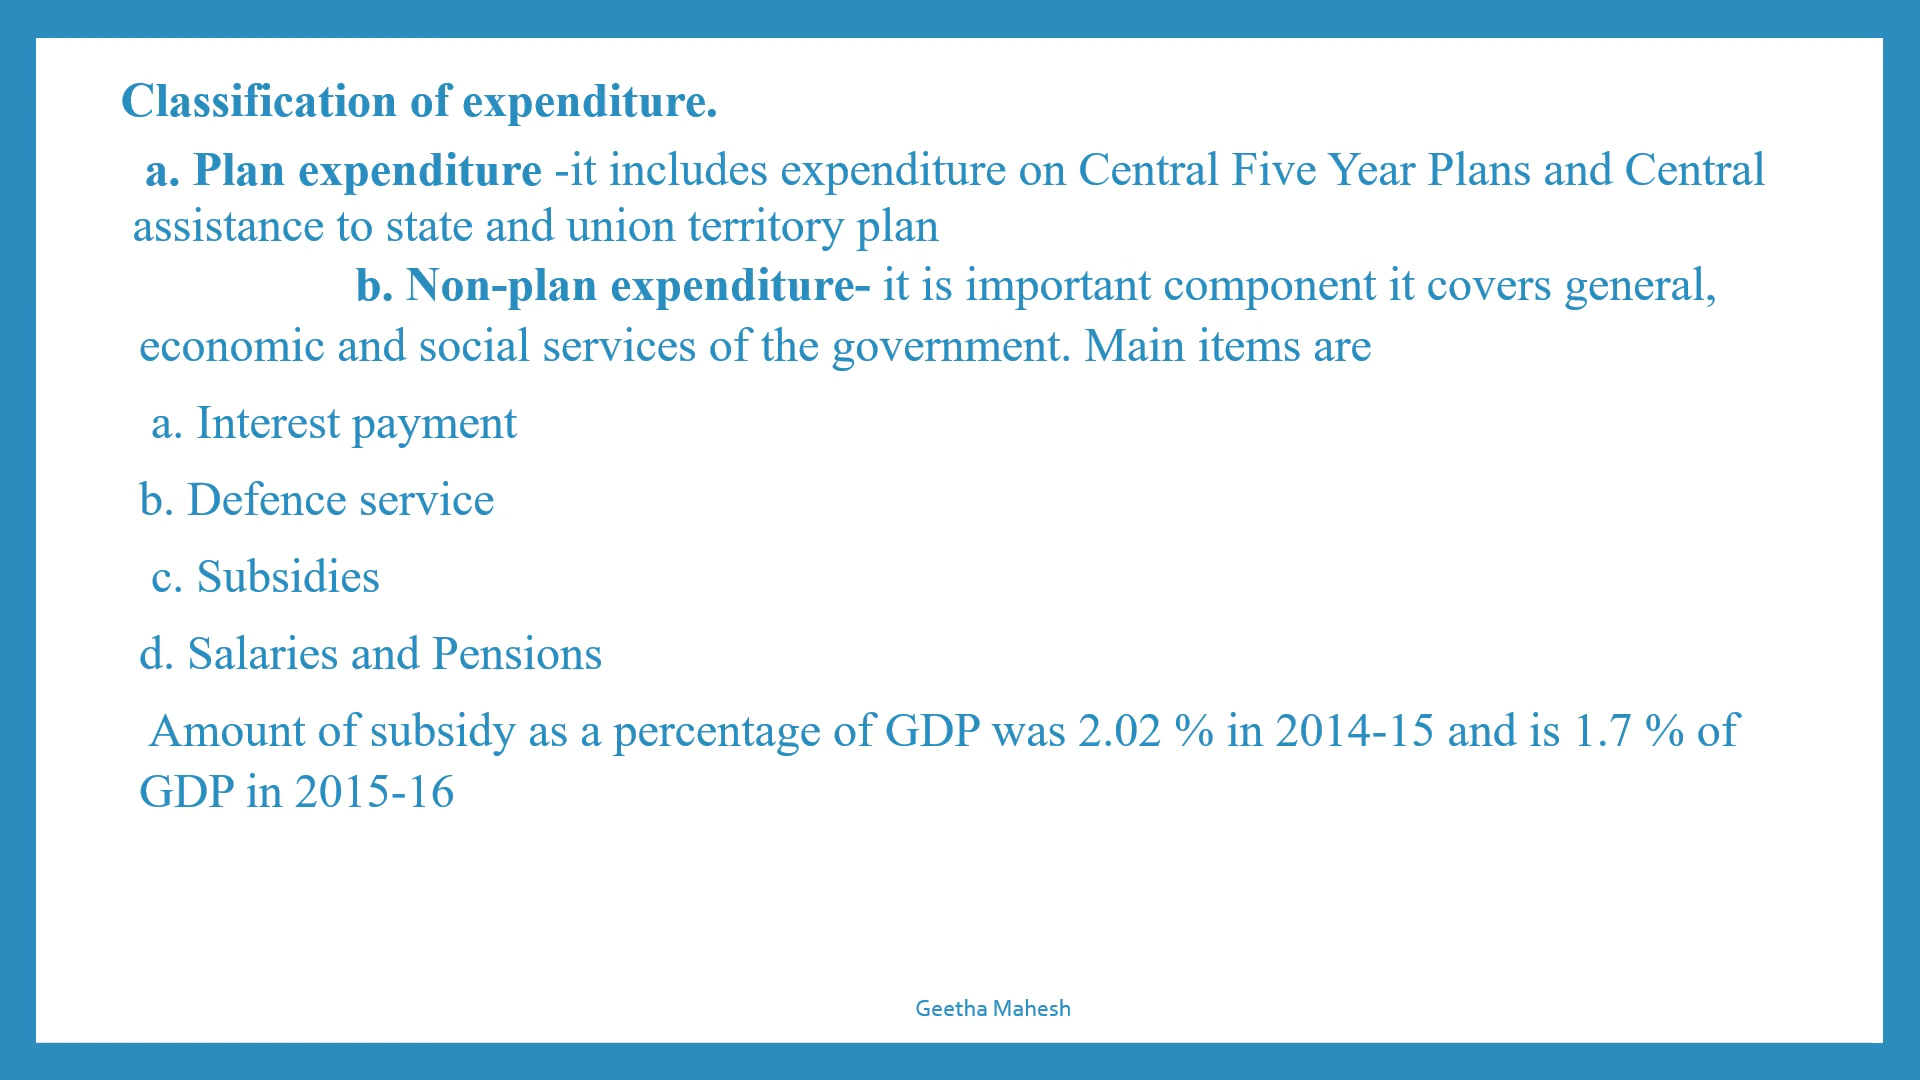 Classification of expenditure.
a. Plan expenditure -it includes expenditure on Central Five Year Plans and Central
assistance to state and union territory plan
b. Non-plan expenditure- it is important component it covers general,
economic and social services of the government. Main items are
a. Interest payment
b. Defence service
c. Subsidies
d. Salaries and Pensions
Amount of subsidy as a percentage of GDP was 2.02 % in 2014-15 and is 1.7 % of
GDP in 2015-16
Geetha Mahesh